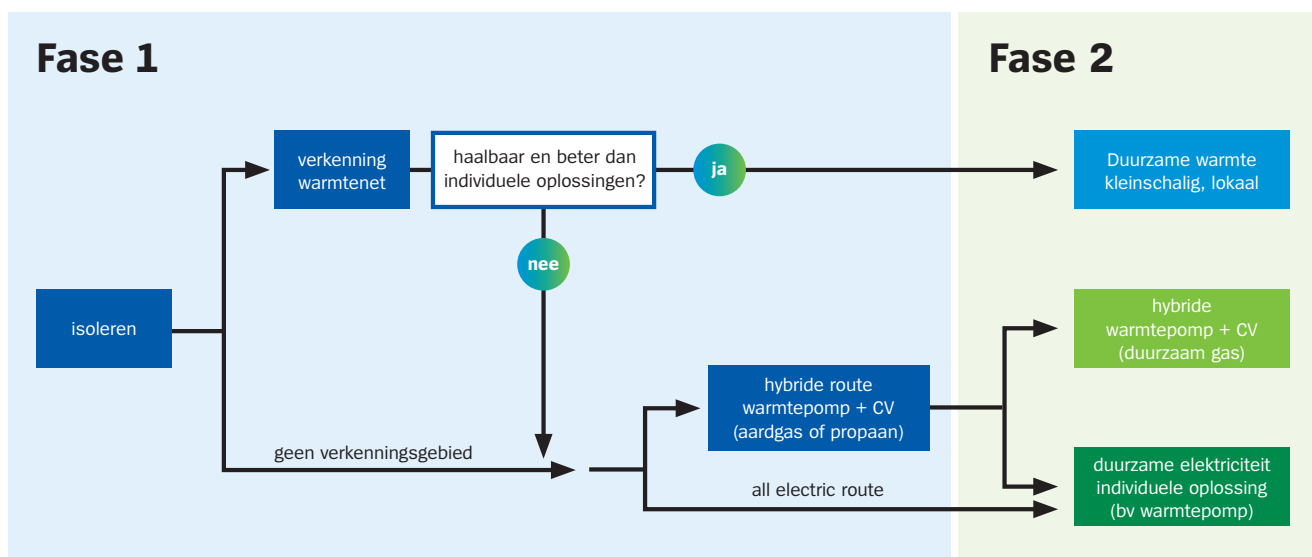 Fase 1
Fase 2
verkenning
warmtenet
haalbaar en beter dan
individuele oplossingen?
ja
Duurzame warmte
kleinschalig, lokaal
nee
isoleren
hybride
warmtepomp + CV
(duurzaam gas)
hybride route
warmtepomp + CV
(aardgas of propaan)
geen verkenningsgebied
all electric route
duurzame elektriciteit
individuele oplossing
(bv warmtepomp)